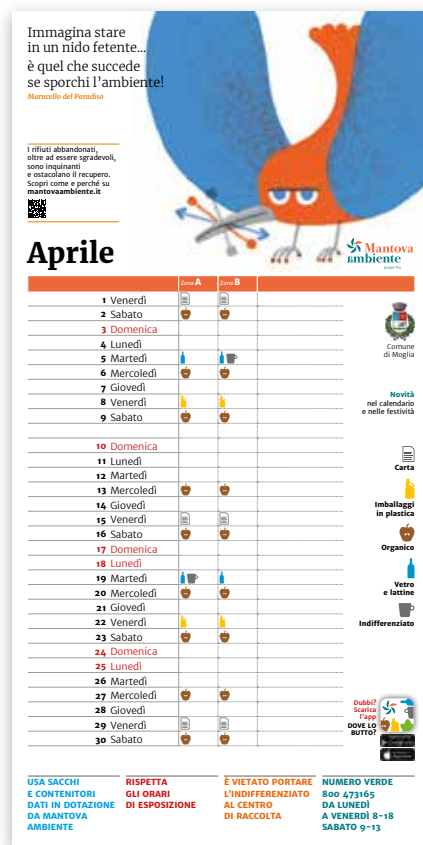 Immagina stare
in un nido fetente...
è quel che succede
se sporchi l'ambiente!
Marucello del Paradiso
I rifiuti abbandonati,
oltre ad essere sgradevoli,
sono inquinanti
e ostacolano il recupero.
Scopri come e perché su
mantovaambiente.it
Aprile
Mantova
ambiente
Zona A Zona B
1 Venerdì
2 Sabato
3 Domenica
4 Lunedì
5 Martedì
6 Mercoledì
7 Giovedì
8 Venerdì
9 Sabato
10 Domenica
11 Lunedì
12 Martedì
13 Mercoledì
14 Giovedì
15 Venerdì
16 Sabato
17 Domenica
18 Lunedì
19 Martedì
20 Mercoledì
21 Giovedì
22 Venerdì
23 Sabato
24 Domenica
25 Lunedì
26 Martedì
27 Mercoledì
28 Giovedì
29 Venerdì
30 Sabato
Comune
di Moglia
Novità
nel calendario
e nelle festività
Carta
Imballaggi
in plastica
Organico
Vetro
e lattine
Indifferenziato
Dubbi?
Scarica
l'app
DOVE LO
BUTTO?
USA SACCHI
E CONTENITORI
DATI IN DOTAZIONE
DA MANTOVA
AMBIENTE
RISPETTA
GLI ORARI
DI ESPOSIZIONE
È VIETATO PORTARE
L'INDIFFERENZIATO
AL CENTRO
DI RACCOLTA
NUMERO VERDE
800 473165
DA LUNEDÌ
A VENERDÌ 8-18
SABATO 9-13